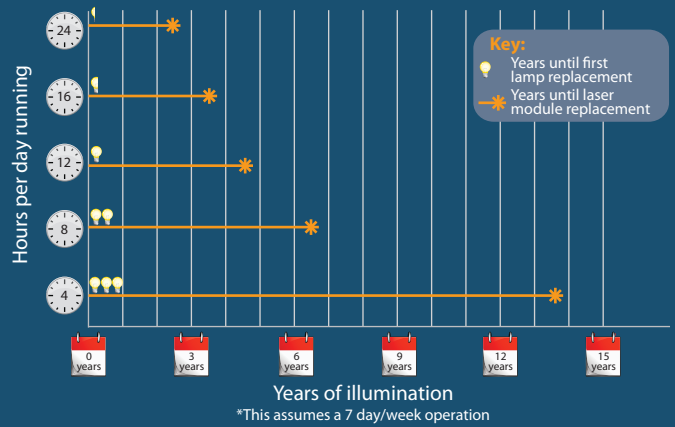 Hours per day running
24
16
12
8
4
Key:
Years until first
lamp replacement
Years until laser
module replacement
0
years
3
years
6
years
9
years
12
years
15
years
Years of illumination
*This assumes a 7 day/week operation